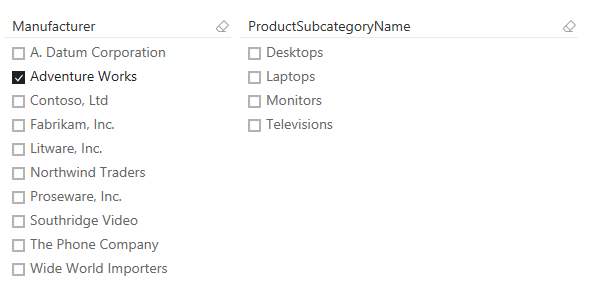 Manufacturer
A. Datum Corporation
Adventure Works
Contoso, Ltd
Fabrikam, Inc.
Litware, Inc.
Northwind Traders
Proseware, Inc.
Southridge Video
The Phone Company
Wide World Importers
ProductSubcategoryName
Desktops
Laptops
Monitors
Televisions